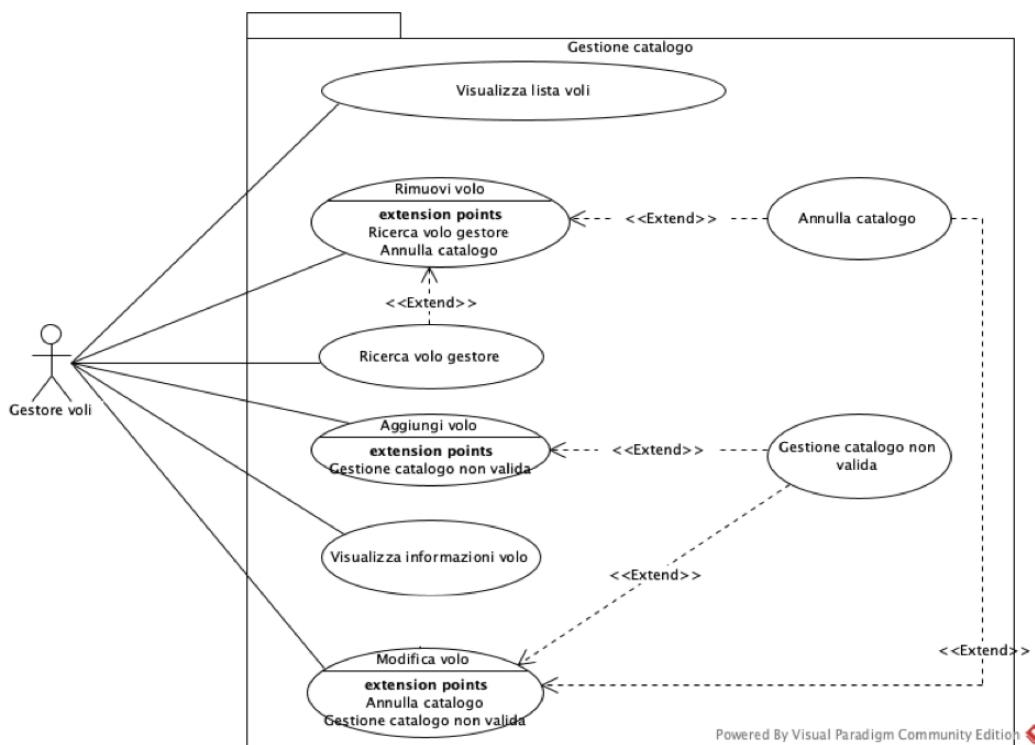 Gestione catalogo
Visualizza lista voli
Rimuovi volo
extension points
Ricerca volo gestore
Annulla catalogo
<<Extend>>
Annulla catalogo
<<Extend>>
Ricerca volo gestore
Gestore voli
Aggiungi volo
extension points
Gestione catalogo non valida
<<Extend>>
Gestione catalogo non
valida
Visualizza informazioni volo
<<Extend>>
Modifica volo
extension points
Annulla catalogo
Gestione catalogo non valida
<<Extend>>
Powered By Visual Paradigm Community Edition